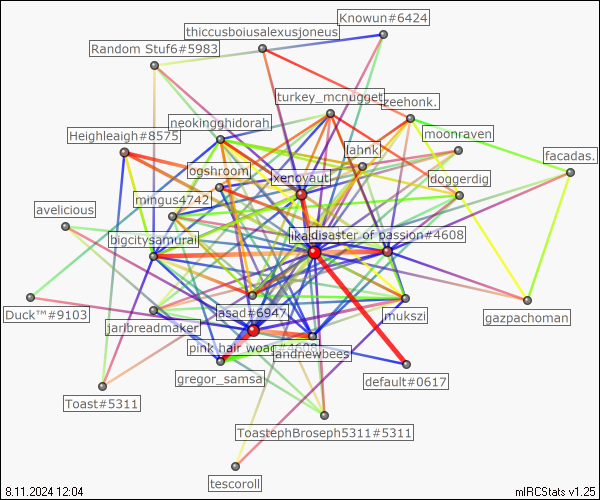 Knowun#6424
thiccusboiusalexusjoneus
Random Stuf6#5983
turkey_mcnugget
zeehonk.
neokingghidorah
Heighleaigh#8575
moonraven
lahnk
facadas.
ogshroom
xenoyaut
doggerdig
mingus4742
avelicious
ika
disaster of passion#4608
bigcitysamurai
Duck™#9103
asad#6947
mukszi
gazpachoman
jarlbreadmaker
pink hair woad#4608
andnewbees
gregor_samsa
default#0617
Toast#5311
ToastephBroseph5311#5311
tescoroll
8.11.2024 12:04
mIRCStats v1.25